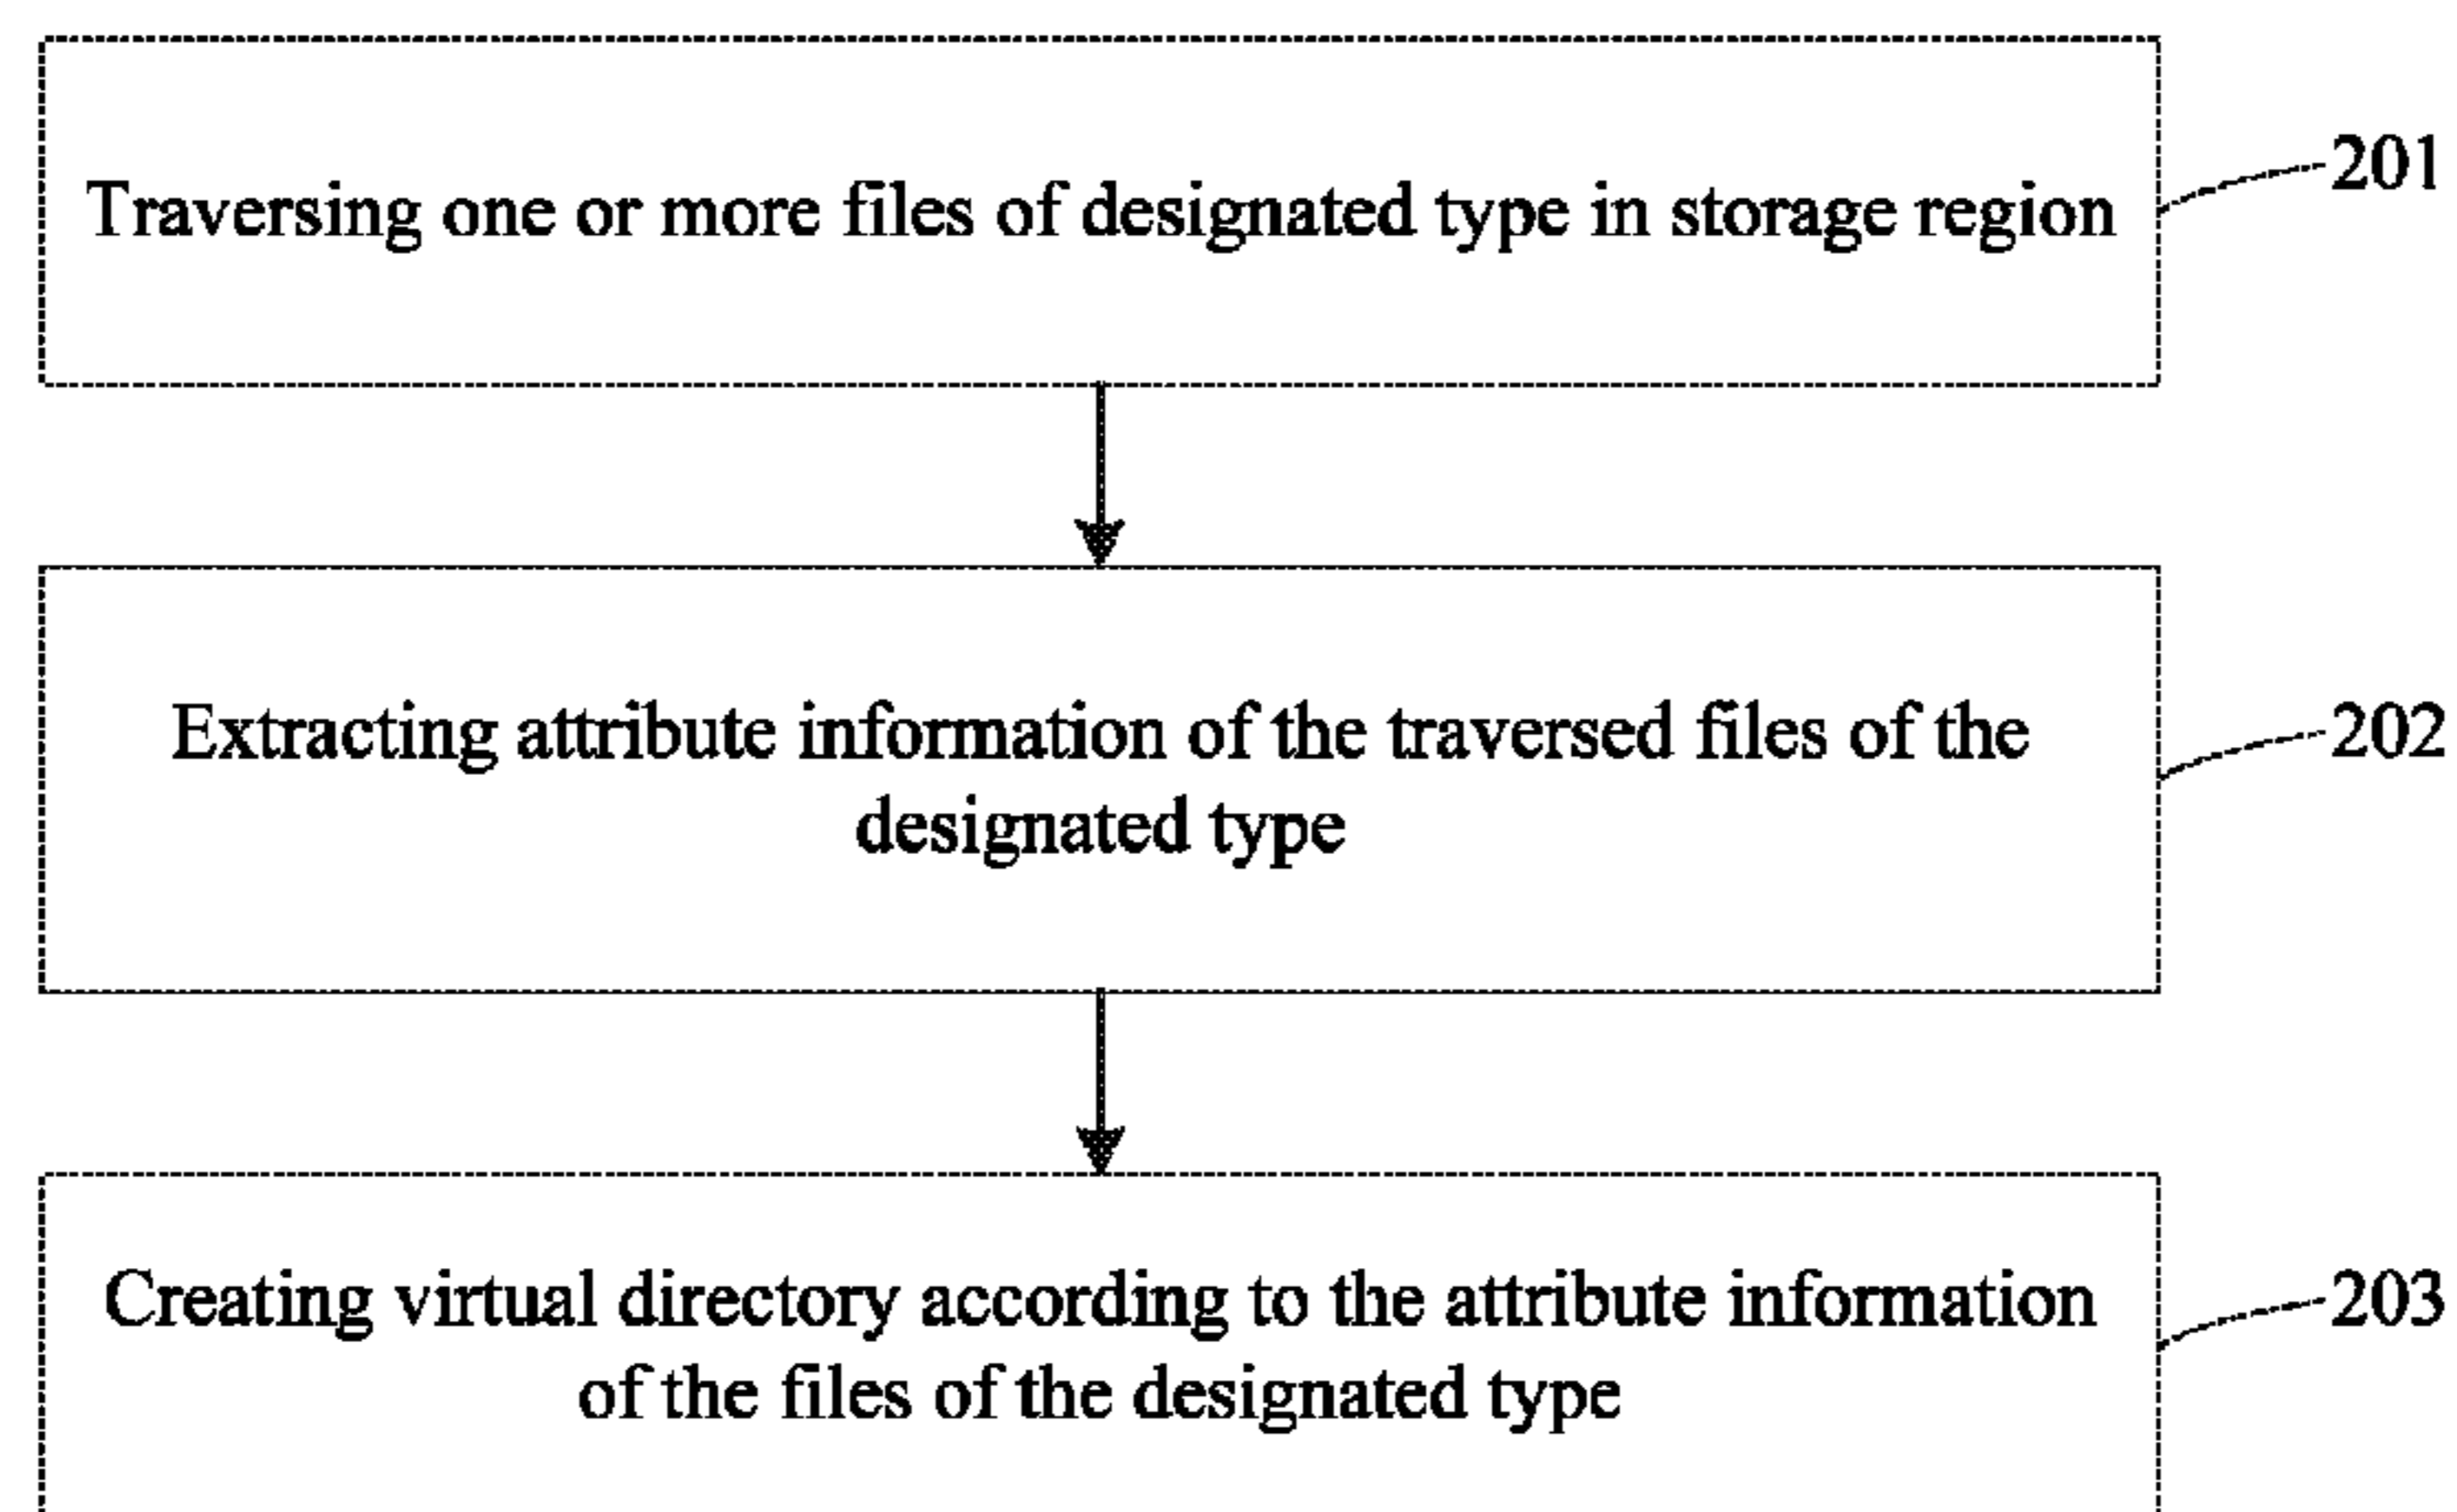 Traversing one or more files of designated type in storage region
201
Extracting attribute information of the traversed files of the
designated type
202
Creating virtual directory according to the attribute information
of the files of the designated type
203